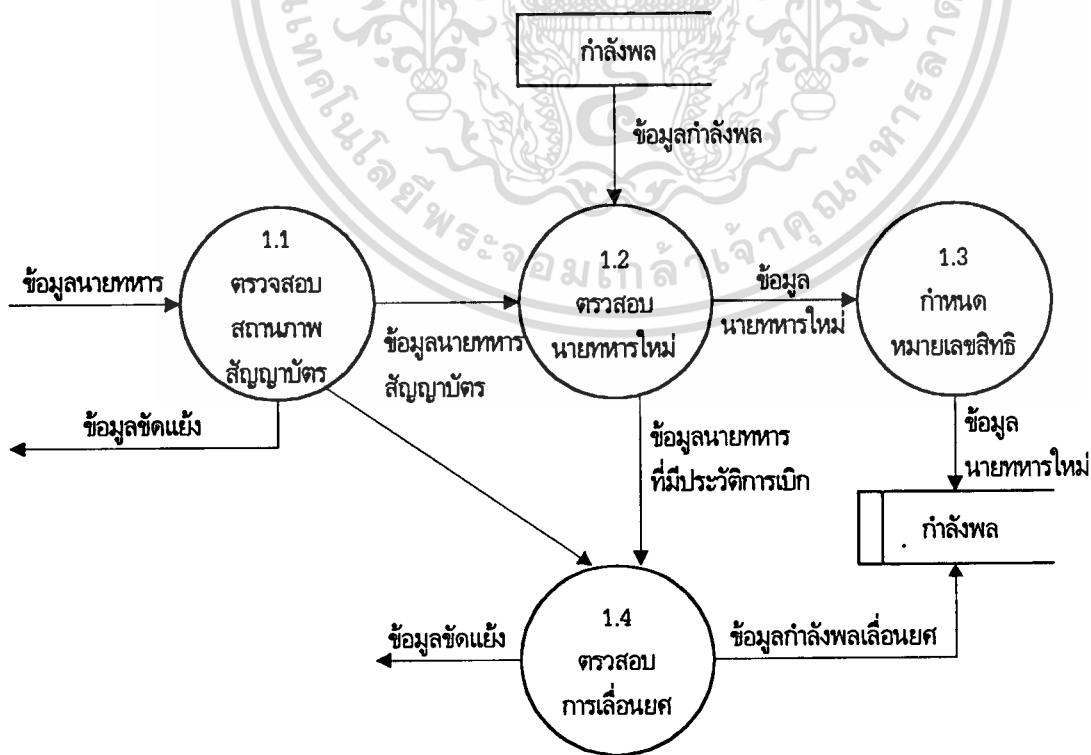 กำลังพล
ข้อมูลกำลังพล
1.1
ตรวจสอบ
สถานภาพ
สัญญาบัตร
1.2
ตรวสอบ
นายทหารใหม่
1.3
กำหนด
หมายเลขสิทธิ
ข้อมูลนายทหาร
ข้อมูลนายทหาร
สัญญาบัตร
ข้อมูล
นายทหารใหม่
ข้อมูลขัดแย้ง
ข้อมูลนายทหาร
ที่มีประวัติการเบิก
ข้อมูล
นายทหารใหม่
กำลังพล
1.4
ตรวสอบ
การเลื่อนยศ
ข้อมูลขัดแย้ง
ข้อมูลกำลังพลเลื่อนยศ